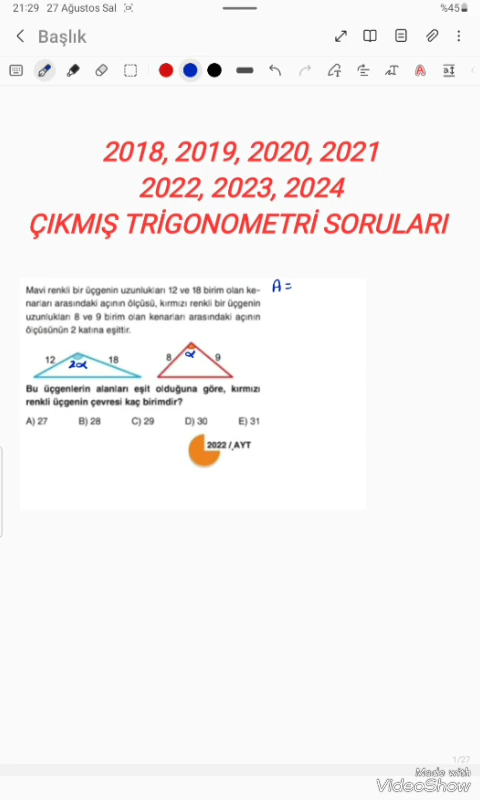 21:29 27 Ağustos Sal %45
Başlık
2018, 2019, 2020, 2021
2022, 2023, 2024
ÇIKMIŞ TRİGONOMETRİ SORULARI
Mavi renkli bir üçgenin uzunlukları 12 ve 18 birim olan ke-
narları arasındaki açının ölçüsü, kırmızı renkli bir üçgenin
uzunlukları 8 ve 9 birim olan kenarları arasındaki açının
ölçüsünün 2 katına eşittir.
A =
12 2α 18 8 α 9
Bu üçgenlerin alanları eşit olduğuna göre, kırmızı
renkli üçgenin çevresi kaç birimdir?
A) 27 B) 28 C) 29 D) 30 E) 31
2022 / AYT
1/27
Made with
VideoShow